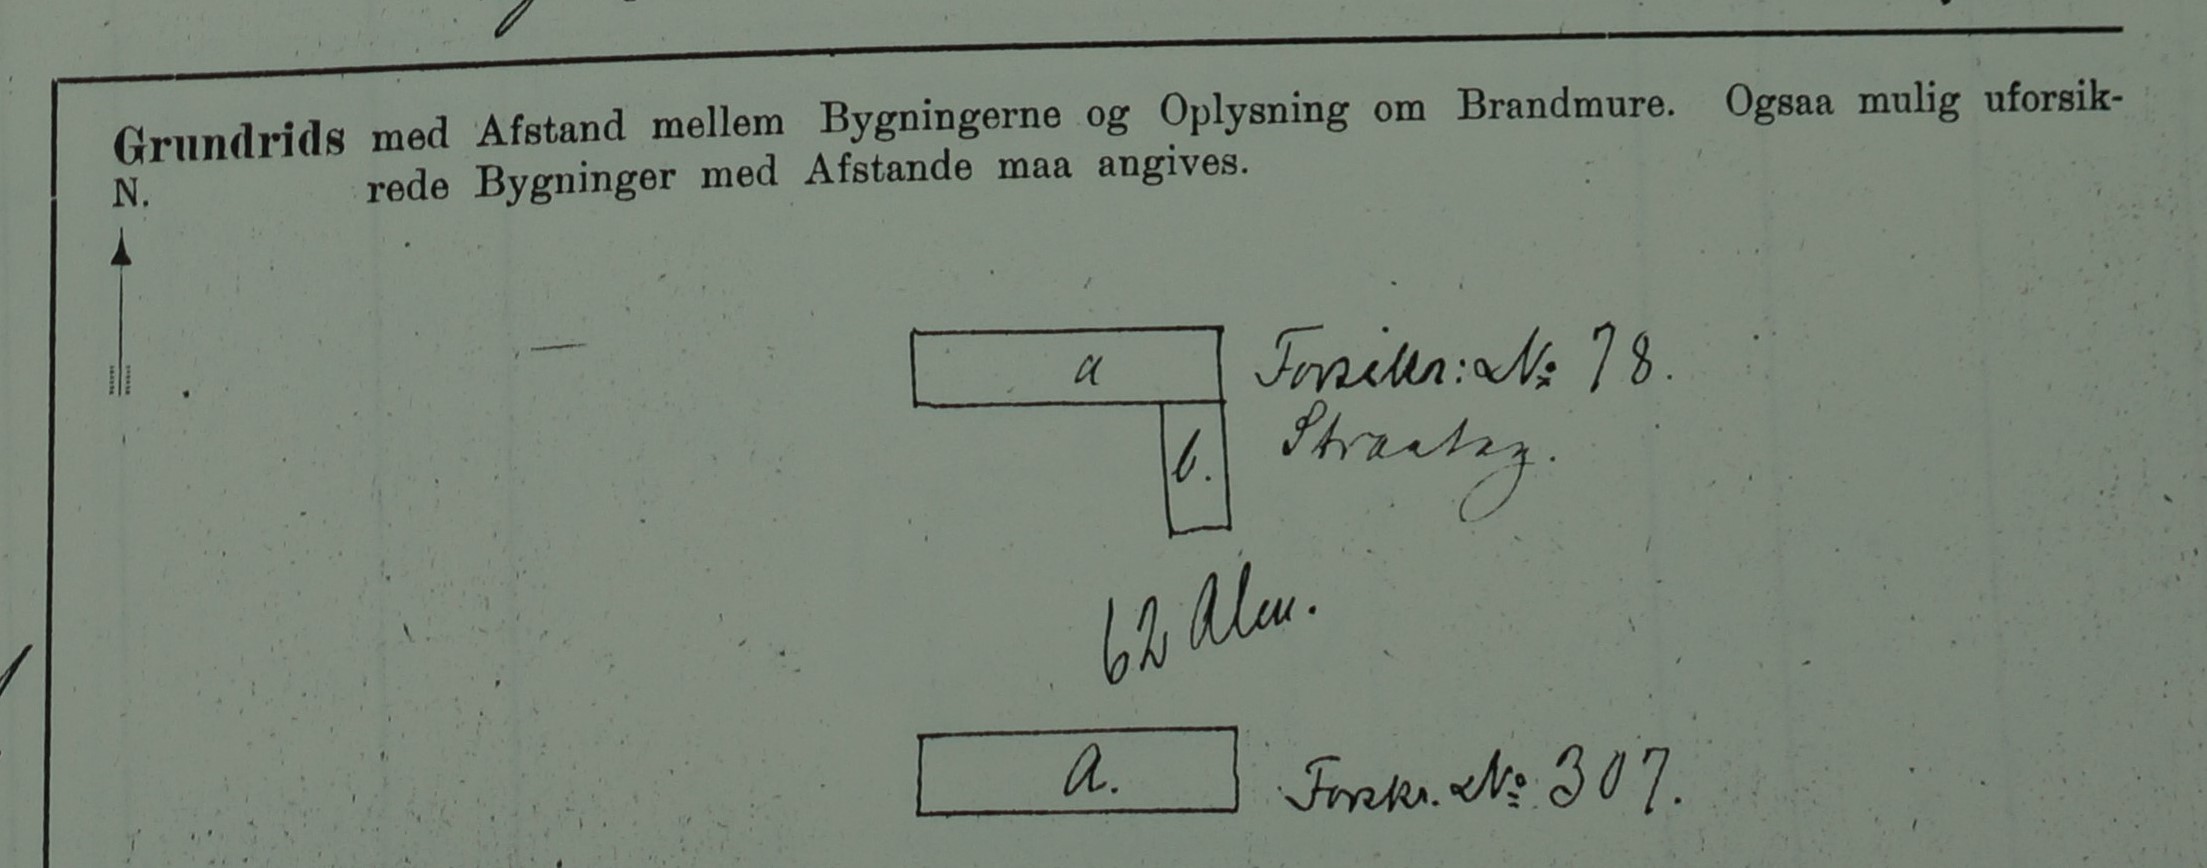 Grundrids med Afstand mellem Bygningerne og Oplysning om Brandmure. Ogsaa mulig uforsik-
N. rede Bygninger med Afstande maa angives.
a Forsikr: No 78.
b. Straatag.
62 Alen.
a. Forskr. No 307.